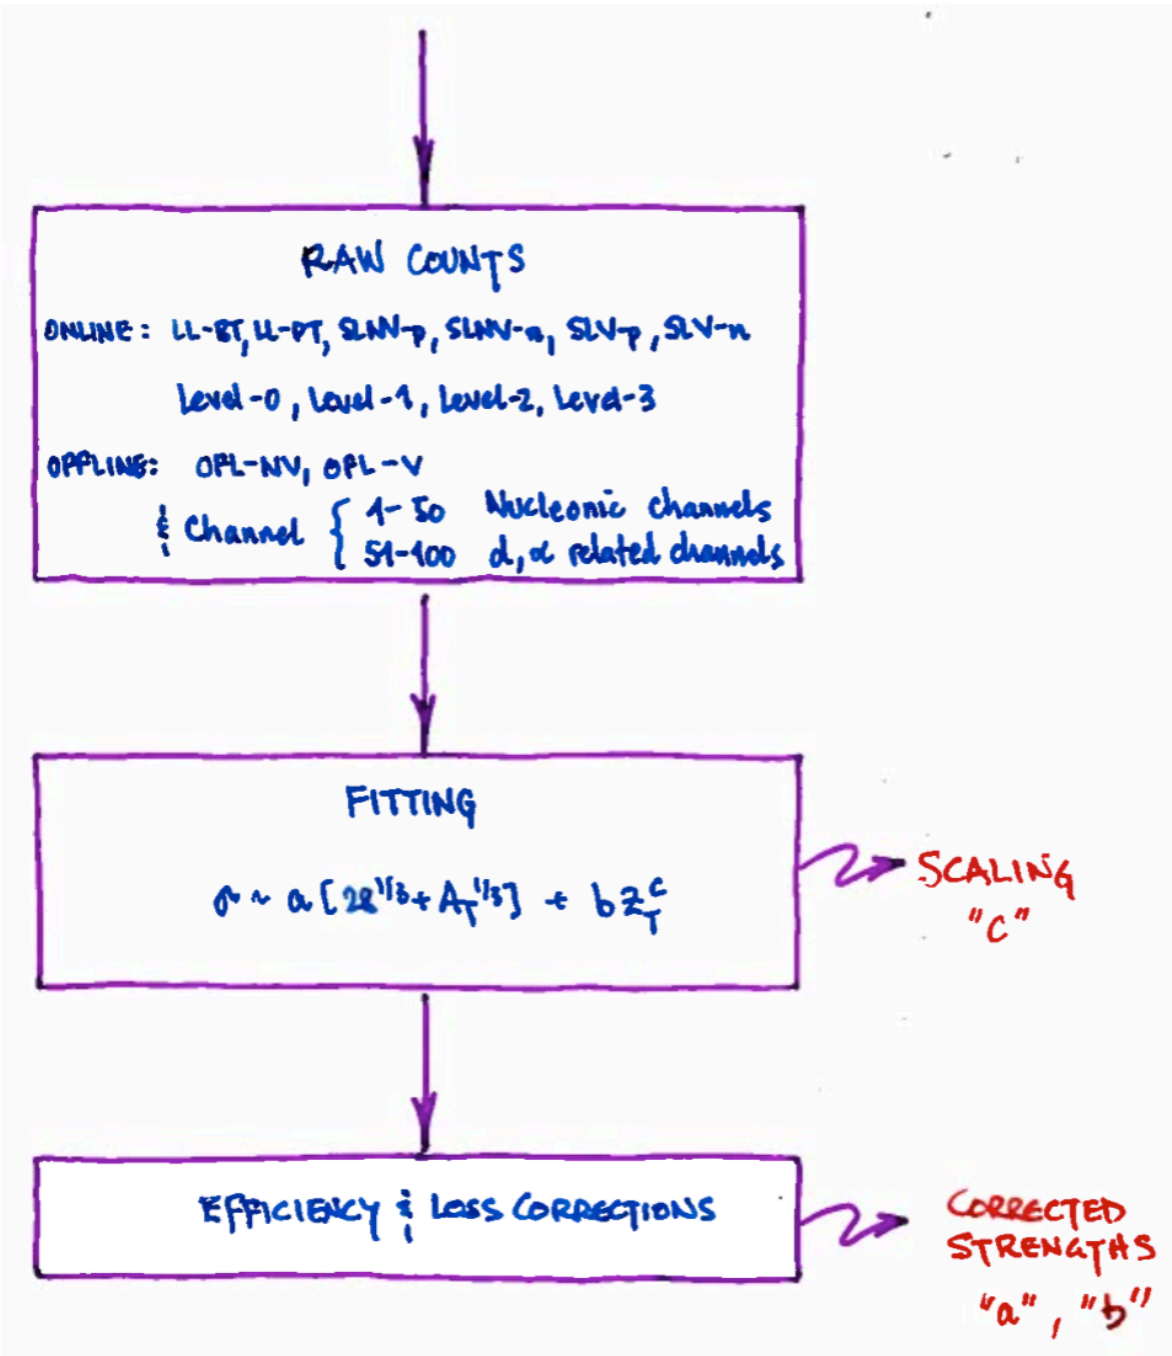 RAW COUNTS
ONLINE: LL-BT, LL-PT, SLNV-p, SLNV-n, SLV-p, SLV-n
Level-0, Level-1, Level-2, Level-3
OFFLINE: OFL-NV, OFL-V
& Channel { 1-50 Nucleonic channels
51-100 d, α related channels
FITTING
σ ~ a [28^{1/3} + A_T^{1/3}] + b Z_T^c
SCALING
"C"
EFFICIENCY & LOSS CORRECTIONS
CORRECTED
STRENGTHS
"a", "b"